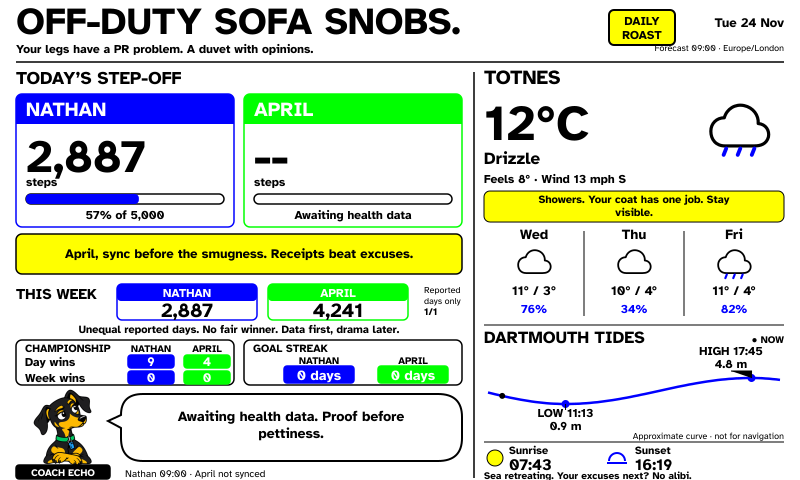 OFF-DUTY SOFA SNOBS.
Your legs have a PR problem. A duvet with opinions.
DAILY
ROAST
Tue 24 Nov
Forecast 09:00 · Europe/London
TODAY’S STEP-OFF
NATHAN
2,887
steps
57% of 5,000
APRIL
--
steps
Awaiting health data
April, sync before the smugness. Receipts beat excuses.
THIS WEEK
NATHAN
2,887
APRIL
4,241
Reported
days only
1/1
Unequal reported days. No fair winner. Data first, drama later.
CHAMPIONSHIP NATHAN APRIL
Day wins 9 4
Week wins 0 0
GOAL STREAK
NATHAN APRIL
0 days 0 days
Awaiting health data. Proof before
pettiness.
COACH ECHO
Nathan 09:00 · April not synced
TOTNES
12°C
Drizzle
Feels 8° · Wind 13 mph S
Showers. Your coat has one job. Stay
visible.
Wed Thu Fri
11° / 3° 10° / 4° 11° / 4°
76% 34% 82%
DARTMOUTH TIDES
• NOW
HIGH 17:45
4.8 m
LOW 11:13
0.9 m
Approximate curve · not for navigation
Sunrise
07:43
Sunset
16:19
Sea retreating. Your excuses next? No alibi.